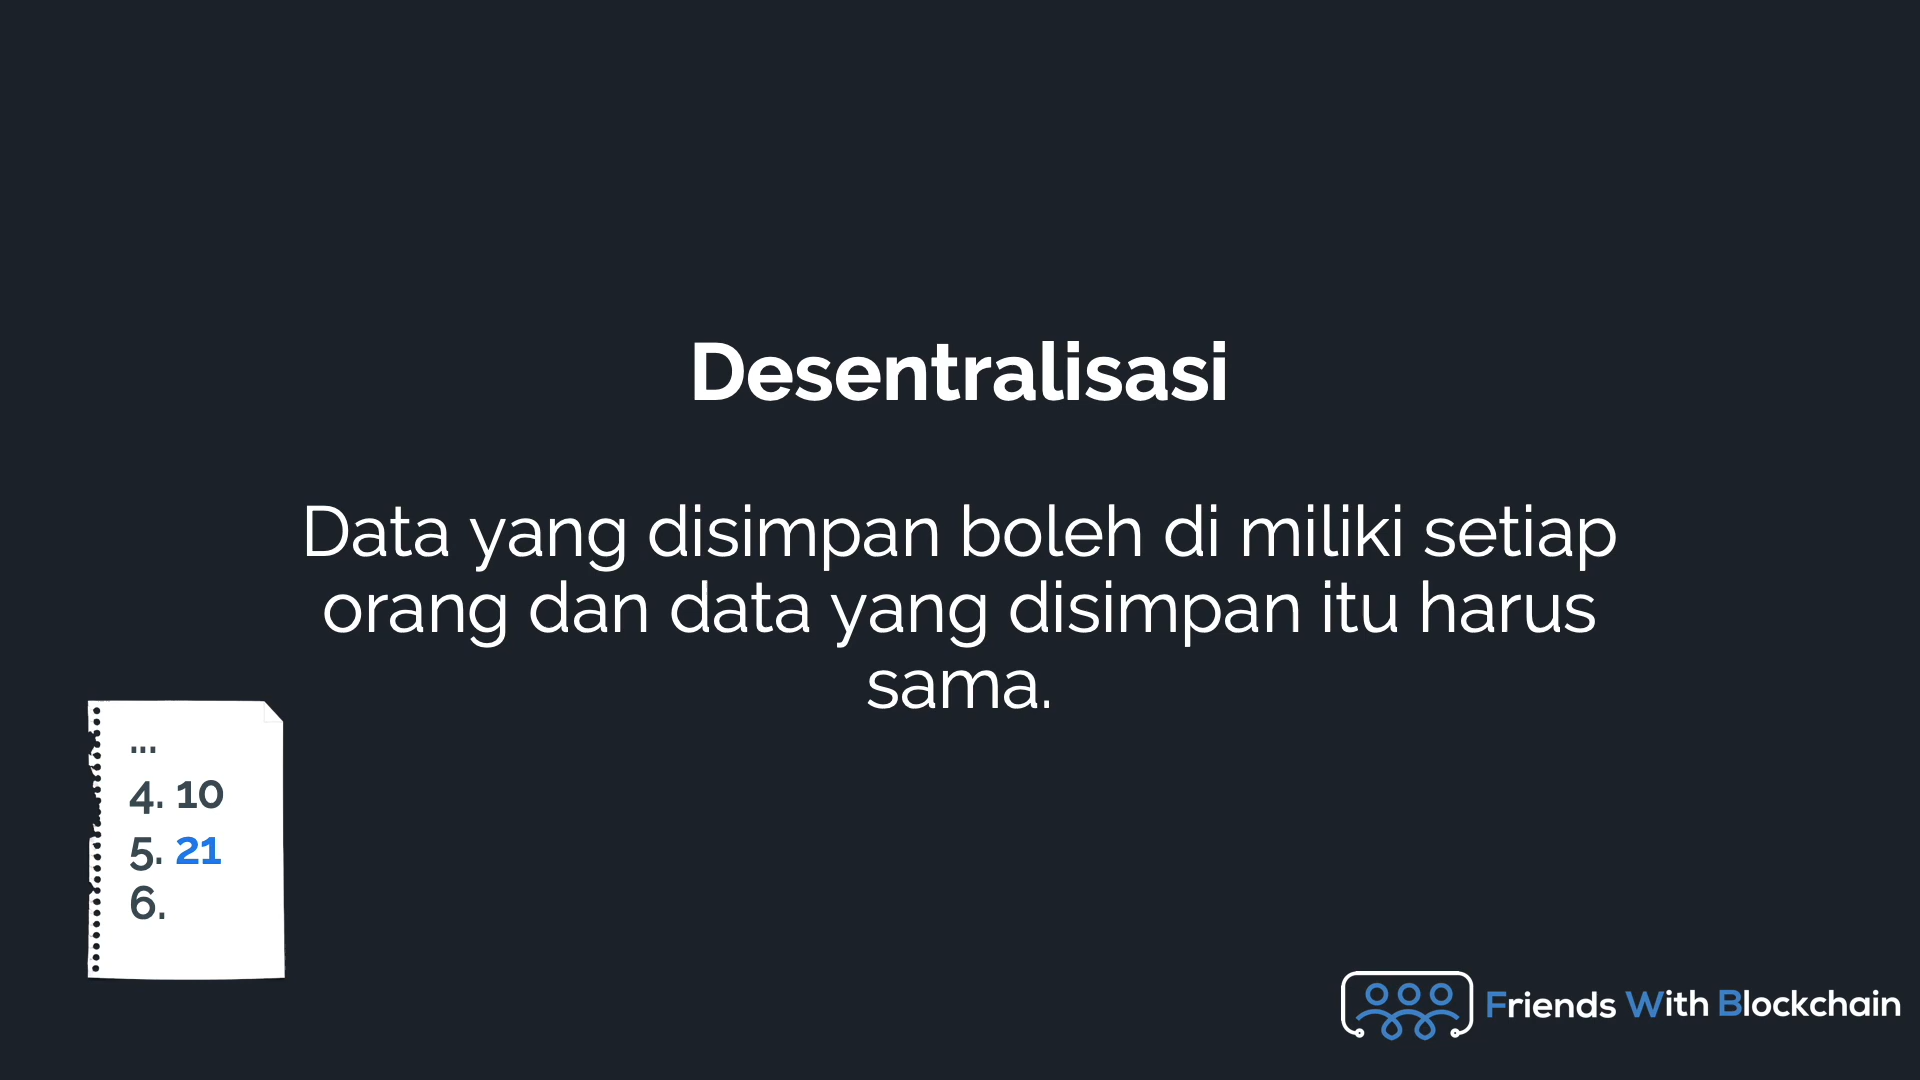 Desentralisasi
Data yang disimpan boleh di miliki setiap
orang dan data yang disimpan itu harus
sama.
...
4. 10
5. 21
6.
Friends With Blockchain